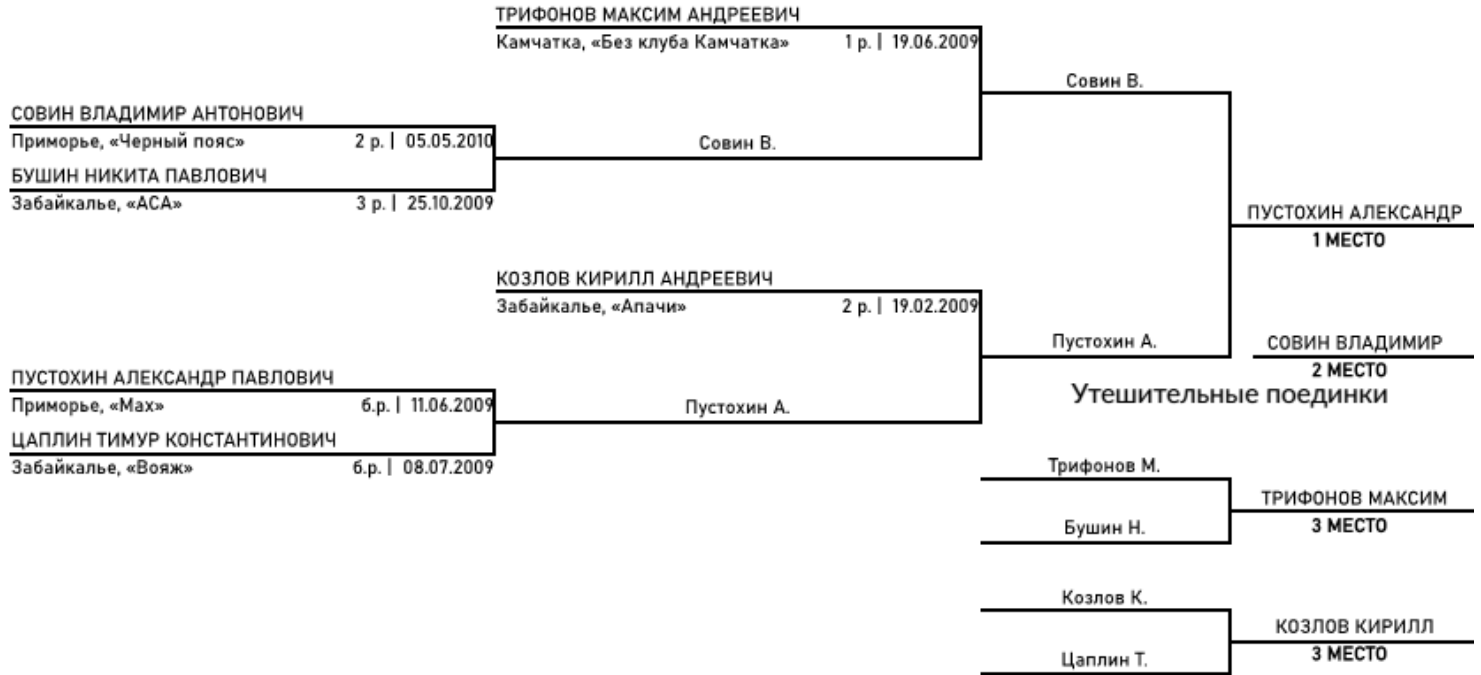 ТРИФОНОВ МАКСИМ АНДРЕЕВИЧ
Камчатка, «Без клуба Камчатка» 1 р. | 19.06.2009
Совин В.
СОВИН ВЛАДИМИР АНТОНОВИЧ
Приморье, «Черный пояс» 2 р. | 05.05.2010
Совин В.
БУШИН НИКИТА ПАВЛОВИЧ
Забайкалье, «АСА» 3 р. | 25.10.2009
ПУСТОХИН АЛЕКСАНДР
1 МЕСТО
КОЗЛОВ КИРИЛЛ АНДРЕЕВИЧ
Забайкалье, «Апачи» 2 р. | 19.02.2009
Пустохин А.
СОВИН ВЛАДИМИР
2 МЕСТО
ПУСТОХИН АЛЕКСАНДР ПАВЛОВИЧ
Приморье, «Мах» б.р. | 11.06.2009
Пустохин А.
Утешительные поединки
ЦАПЛИН ТИМУР КОНСТАНТИНОВИЧ
Забайкалье, «Вояж» б.р. | 08.07.2009
Трифонов М.
ТРИФОНОВ МАКСИМ
3 МЕСТО
Бушин Н.
Козлов К.
КОЗЛОВ КИРИЛЛ
3 МЕСТО
Цаплин Т.